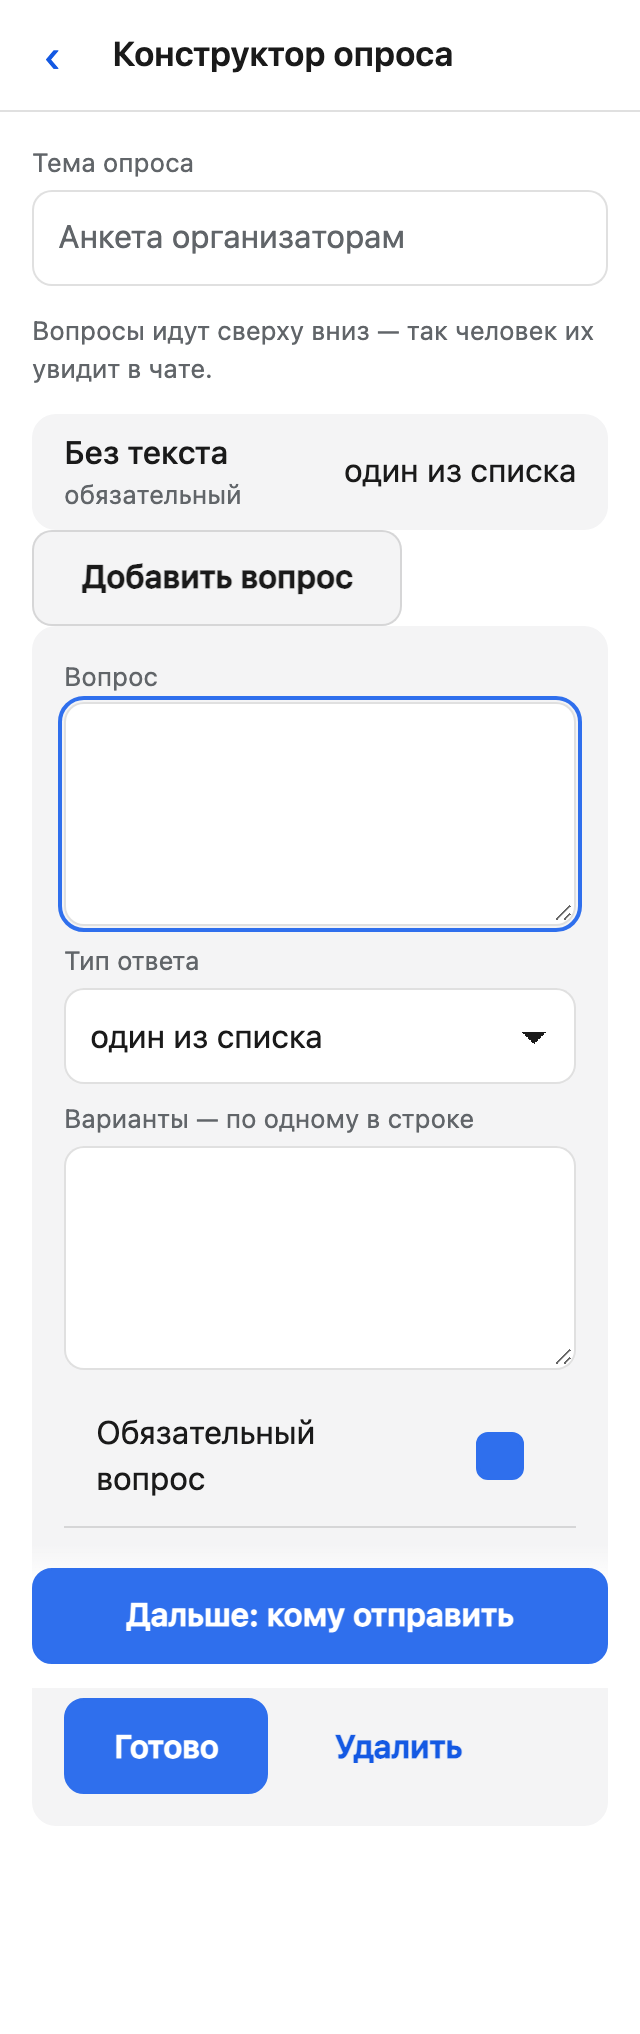 ‹ Конструктор опроса
Тема опроса
Анкета организаторам
Вопросы идут сверху вниз — так человек их
увидит в чате.
Без текста
обязательный
один из списка
Добавить вопрос
Вопрос
Тип ответа
один из списка
Варианты — по одному в строке
Обязательный
вопрос
Дальше: кому отправить
Готово
Удалить